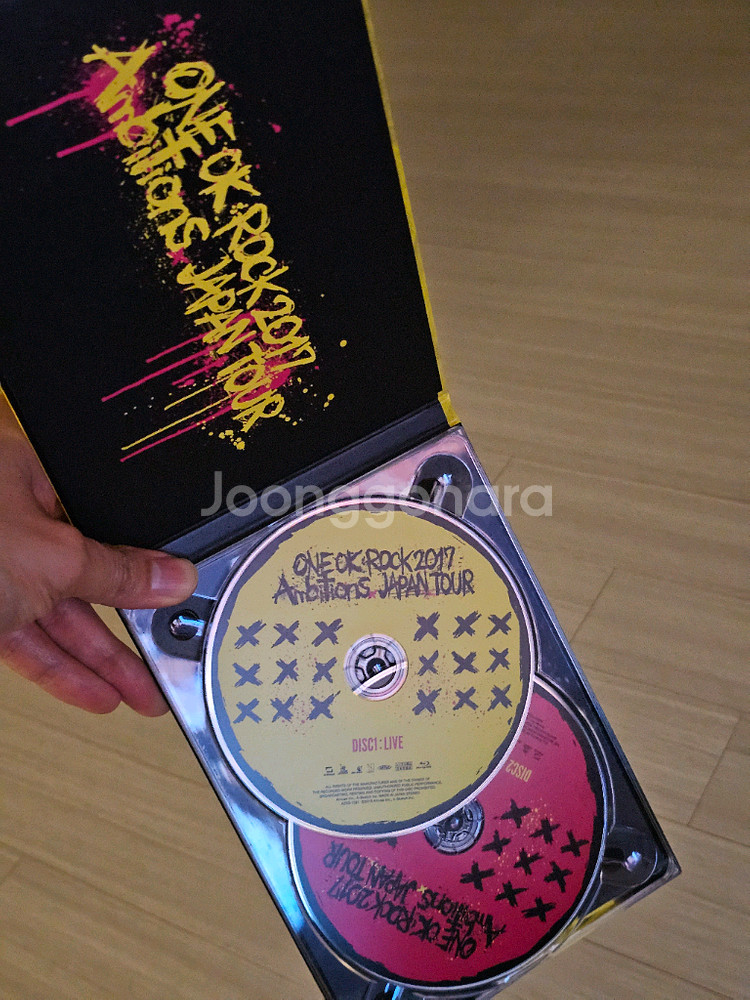 ONE OK ROCK 2017
Ambitions JAPAN TOUR
Joonggonara
ONE OK ROCK 2017
Ambitions JAPAN TOUR
DISC1:LIVE
DISC2
ONE OK ROCK 2017
Ambitions JAPAN TOUR